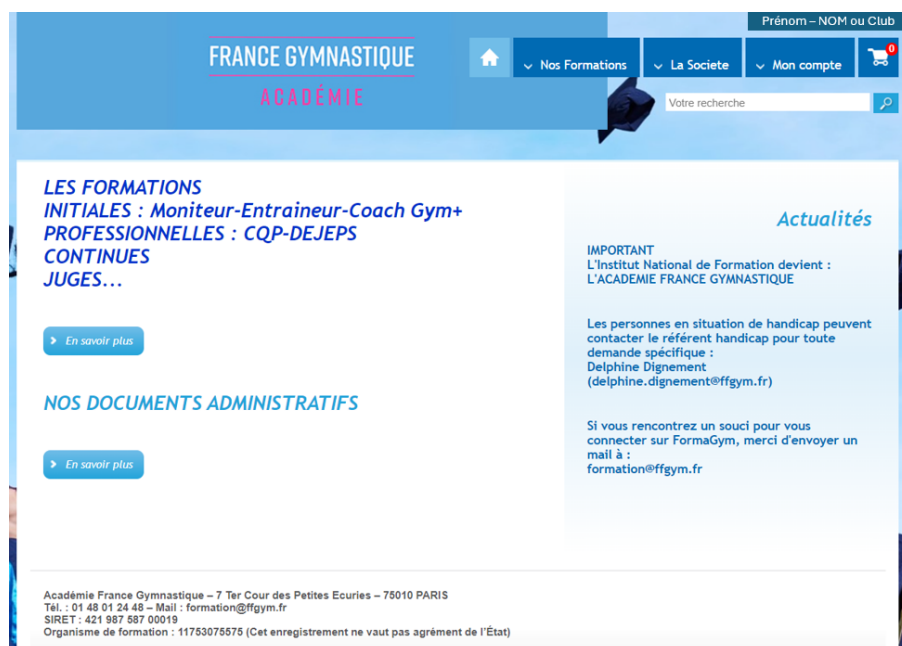 Prénom – NOM ou Club
FRANCE GYMNASTIQUE
ACADÉMIE
Nos Formations
La Societe
Mon compte
0
Votre recherche
LES FORMATIONS
INITIALES : Moniteur-Entraineur-Coach Gym+
PROFESSIONNELLES : CQP-DEJEPS
CONTINUES
JUGES...
En savoir plus
NOS DOCUMENTS ADMINISTRATIFS
En savoir plus
Actualités
IMPORTANT
L'Institut National de Formation devient :
L'ACADEMIE FRANCE GYMNASTIQUE
Les personnes en situation de handicap peuvent
contacter le référent handicap pour toute
demande spécifique :
Delphine Dignement
(delphine.dignement@ffgym.fr)
Si vous rencontrez un souci pour vous
connecter sur FormaGym, merci d'envoyer un
mail à :
formation@ffgym.fr
Académie France Gymnastique – 7 Ter Cour des Petites Ecuries – 75010 PARIS
Tél. : 01 48 01 24 48 – Mail : formation@ffgym.fr
SIRET : 421 987 587 00019
Organisme de formation : 11753075575 (Cet enregistrement ne vaut pas agrément de l'État)